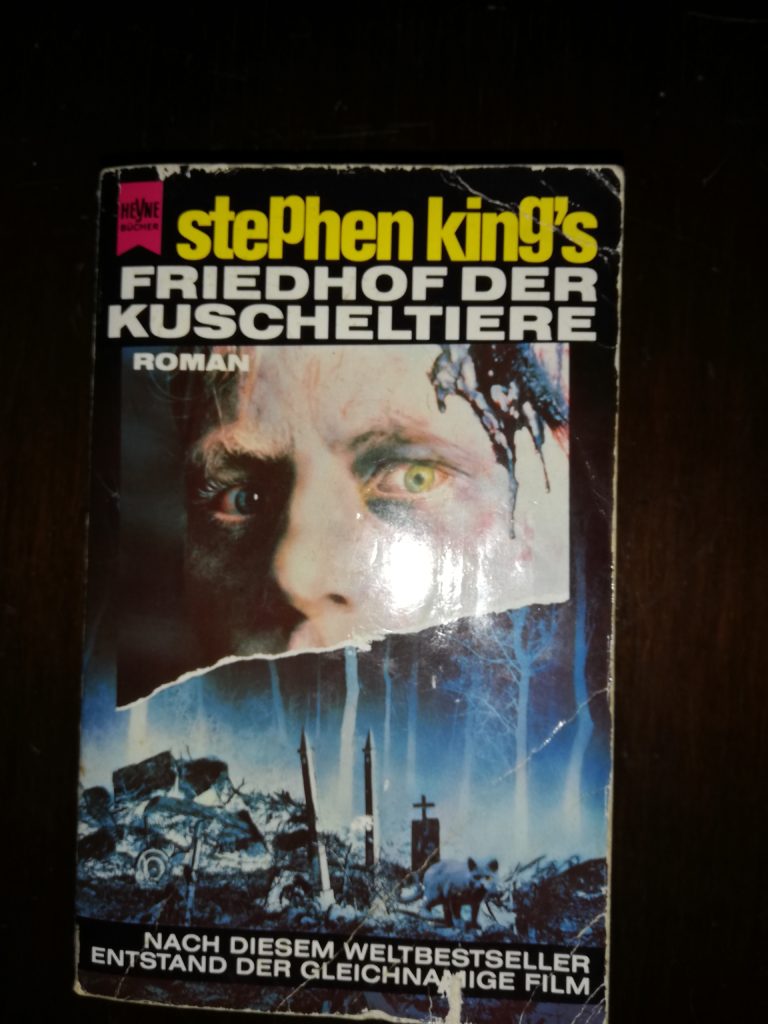 HEYNE
BÜCHER
stephen king's
FRIEDHOF DER
KUSCHELTIERE
ROMAN
NACH DIESEM WELTBESTSELLER
ENTSTAND DER GLEICHNAMIGE FILM